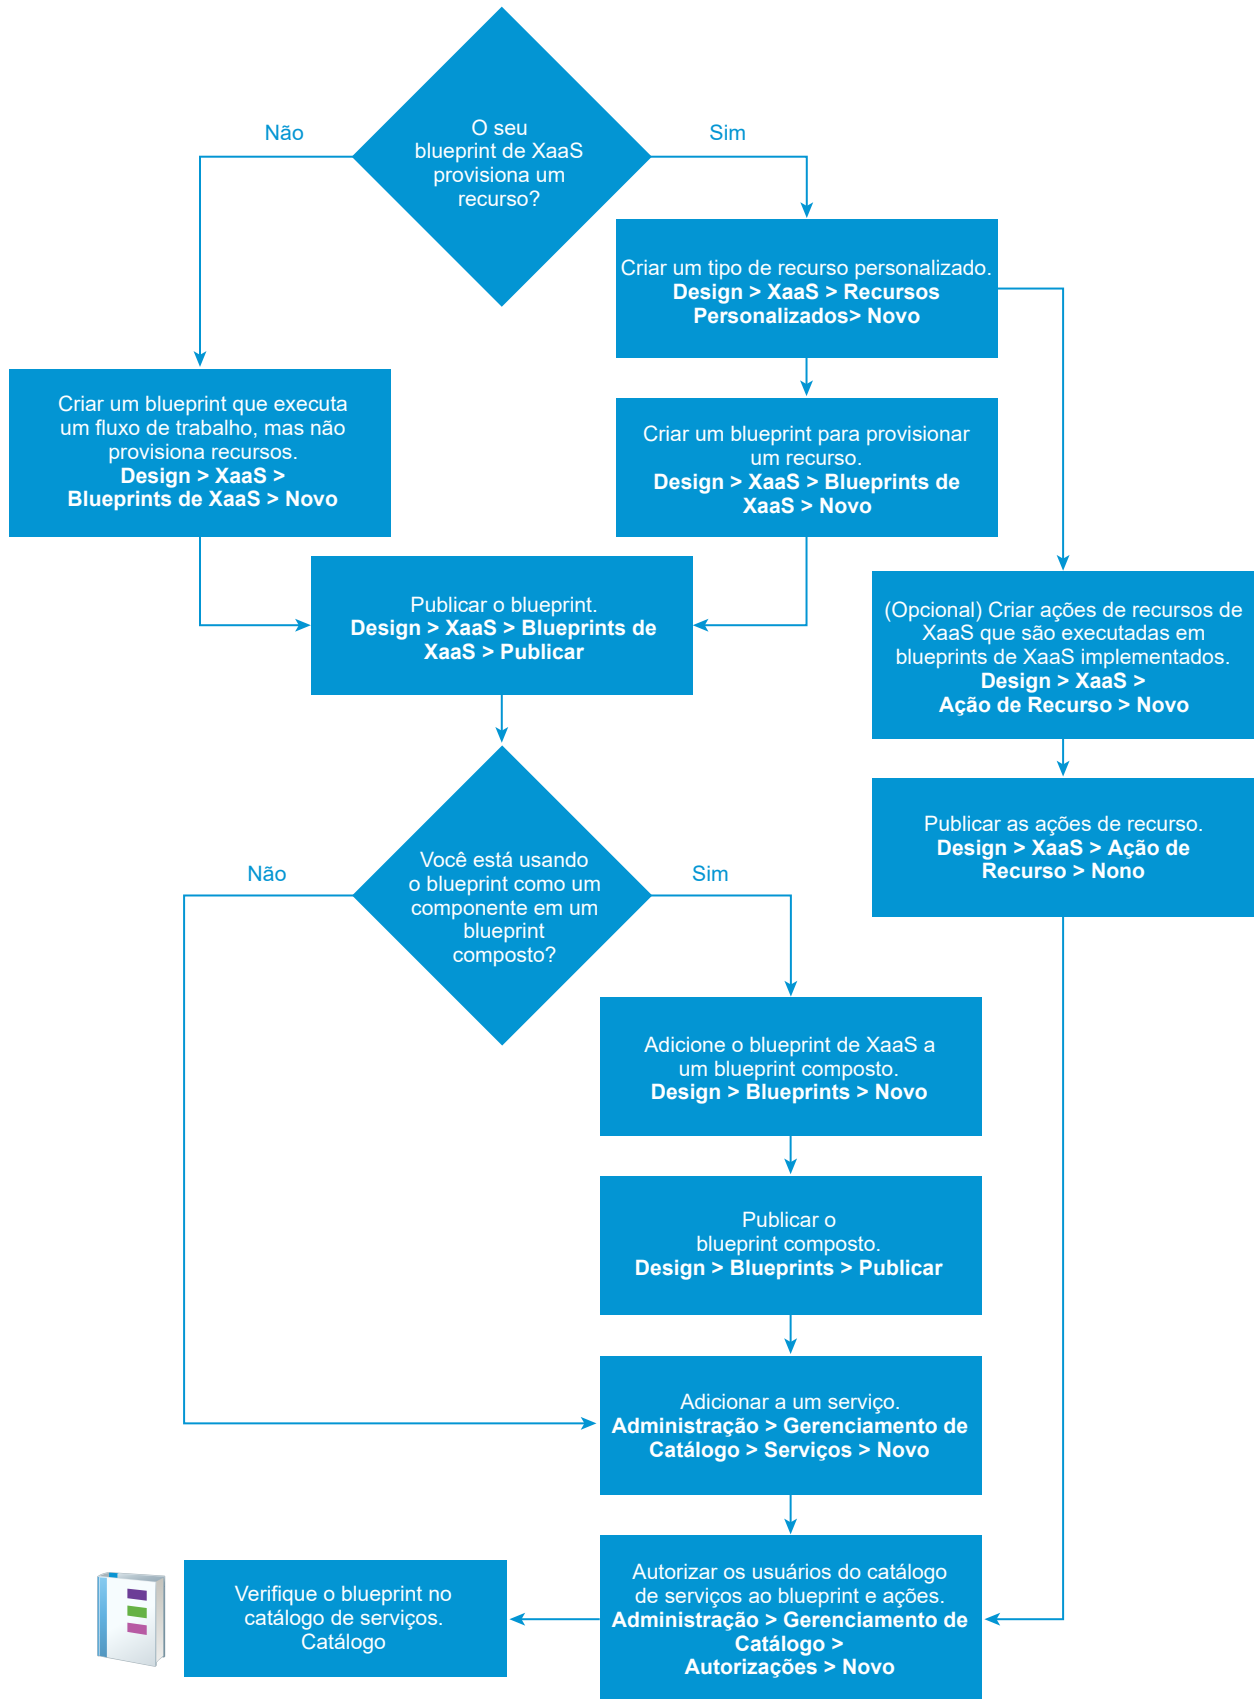 O seu
blueprint de XaaS
provisiona um
recurso?
Não
Sim
Criar um tipo de recurso personalizado.
Design > XaaS > Recursos
Personalizados> Novo
Criar um blueprint que executa
um fluxo de trabalho, mas não
provisiona recursos.
Design > XaaS >
Blueprints de XaaS > Novo
Criar um blueprint para provisionar
um recurso.
Design > XaaS > Blueprints de
XaaS > Novo
Publicar o blueprint.
Design > XaaS > Blueprints de
XaaS > Publicar
(Opcional) Criar ações de recursos de
XaaS que são executadas em
blueprints de XaaS implementados.
Design > XaaS >
Ação de Recurso > Novo
Publicar as ações de recurso.
Design > XaaS > Ação de
Recurso > Nono
Você está usando
o blueprint como um
componente em um
blueprint
composto?
Não
Sim
Adicione o blueprint de XaaS a
um blueprint composto.
Design > Blueprints > Novo
Publicar o
blueprint composto.
Design > Blueprints > Publicar
Adicionar a um serviço.
Administração > Gerenciamento de
Catálogo > Serviços > Novo
Autorizar os usuários do catálogo
de serviços ao blueprint e ações.
Administração > Gerenciamento de
Catálogo >
Autorizações > Novo
Verifique o blueprint no
catálogo de serviços.
Catálogo